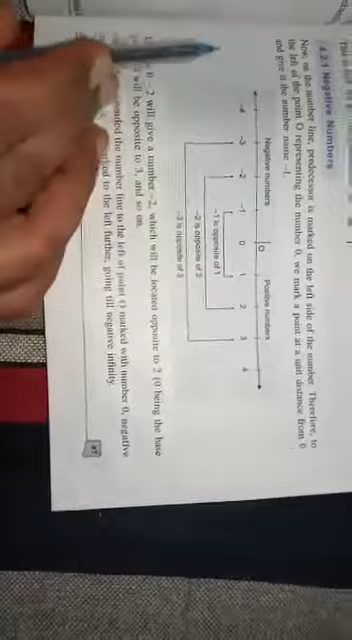 4.2.1 Negative Numbers
Now, on the number line, predecessor is marked on the left side of the number. Therefore, to
the left of the point O representing the number 0, we mark a point at a unit distance from 0
and give it the number name –1.
Negative numbers O Positive numbers
–4 –3 –2 –1 0 1 2 3 4
–1 is opposite of 1
–2 is opposite of 2
–3 is opposite of 3
0 – 2 will give a number –2, which will be located opposite to 2 (0 being the base
will be opposite to 3, and so on.
the number line to the left of point O marked with number 0, negative
to the left further, going till negative infinity.